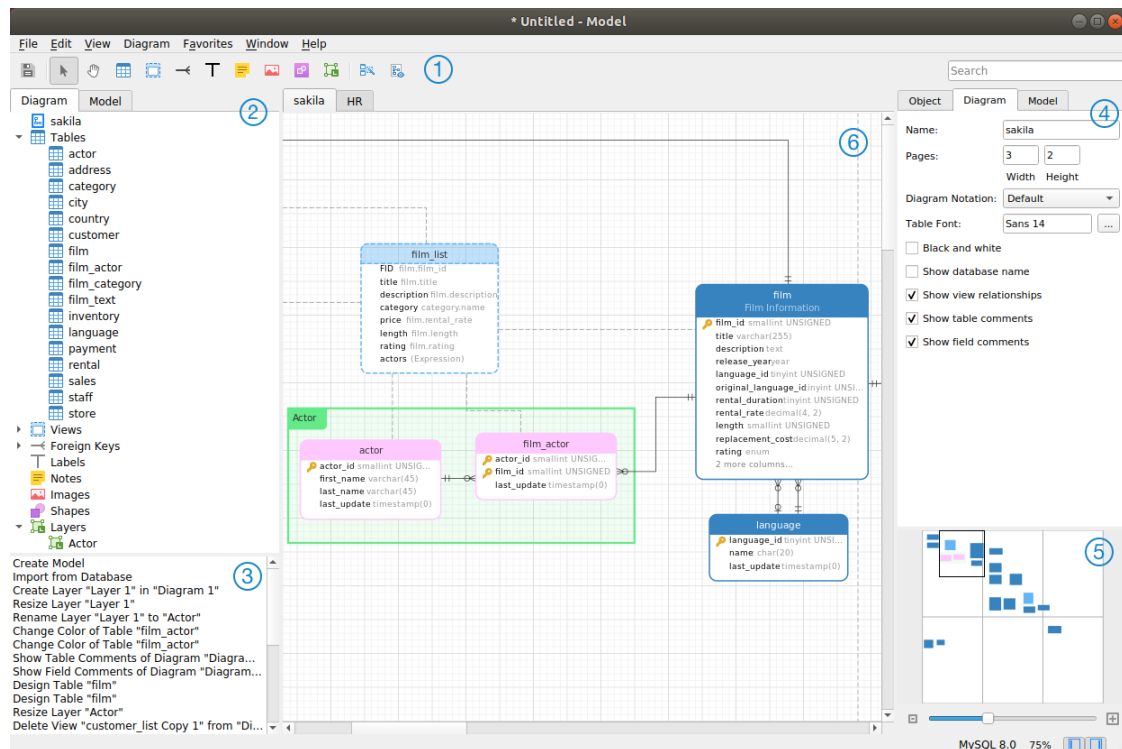 * Untitled - Model
File Edit View Diagram Favorites Window Help
1
Search
Diagram Model
2
sakila
Tables
actor
address
category
city
country
customer
film
film_actor
film_category
film_text
inventory
language
payment
rental
sales
staff
store
Views
Foreign Keys
Labels
Notes
Images
Shapes
Layers
Actor
3
Create Model
Import from Database
Create Layer "Layer 1" in "Diagram 1"
Resize Layer "Layer 1"
Rename Layer "Layer 1" to "Actor"
Change Color of Table "film_actor"
Change Color of Table "film_actor"
Show Table Comments of Diagram "Diagra...
Show Field Comments of Diagram "Diagram...
Design Table "film"
Design Table "film"
Resize Layer "Actor"
Delete View "customer_list Copy 1" from "Di...
sakila HR
6
film_list
FID film.film_id
title film.title
description film.description
category category.name
price film.rental_rate
length film.length
rating film.rating
actors (Expression)
Actor
actor
actor_id smallint UNSIG...
first_name varchar(45)
last_name varchar(45)
last_update timestamp(0)
film_actor
actor_id smallint UNSIG...
film_id smallint UNSIGNED
last_update timestamp(0)
film
Film Information
film_id smallint UNSIGNED
title varchar(255)
description text
release_year year
language_id tinyint UNSIGNED
original_language_id tinyint UNSI...
rental_duration tinyint UNSIGNED
rental_rate decimal(4, 2)
length smallint UNSIGNED
replacement_cost decimal(5, 2)
rating enum
2 more columns...
language
language_id tinyint UNSI...
name char(20)
last_update timestamp(0)
Object Diagram Model
4
Name: sakila
Pages: 3 2
Width Height
Diagram Notation: Default
Table Font: Sans 14 ...
Black and white
Show database name
Show view relationships
Show table comments
Show field comments
5
MySQL 8.0 75%